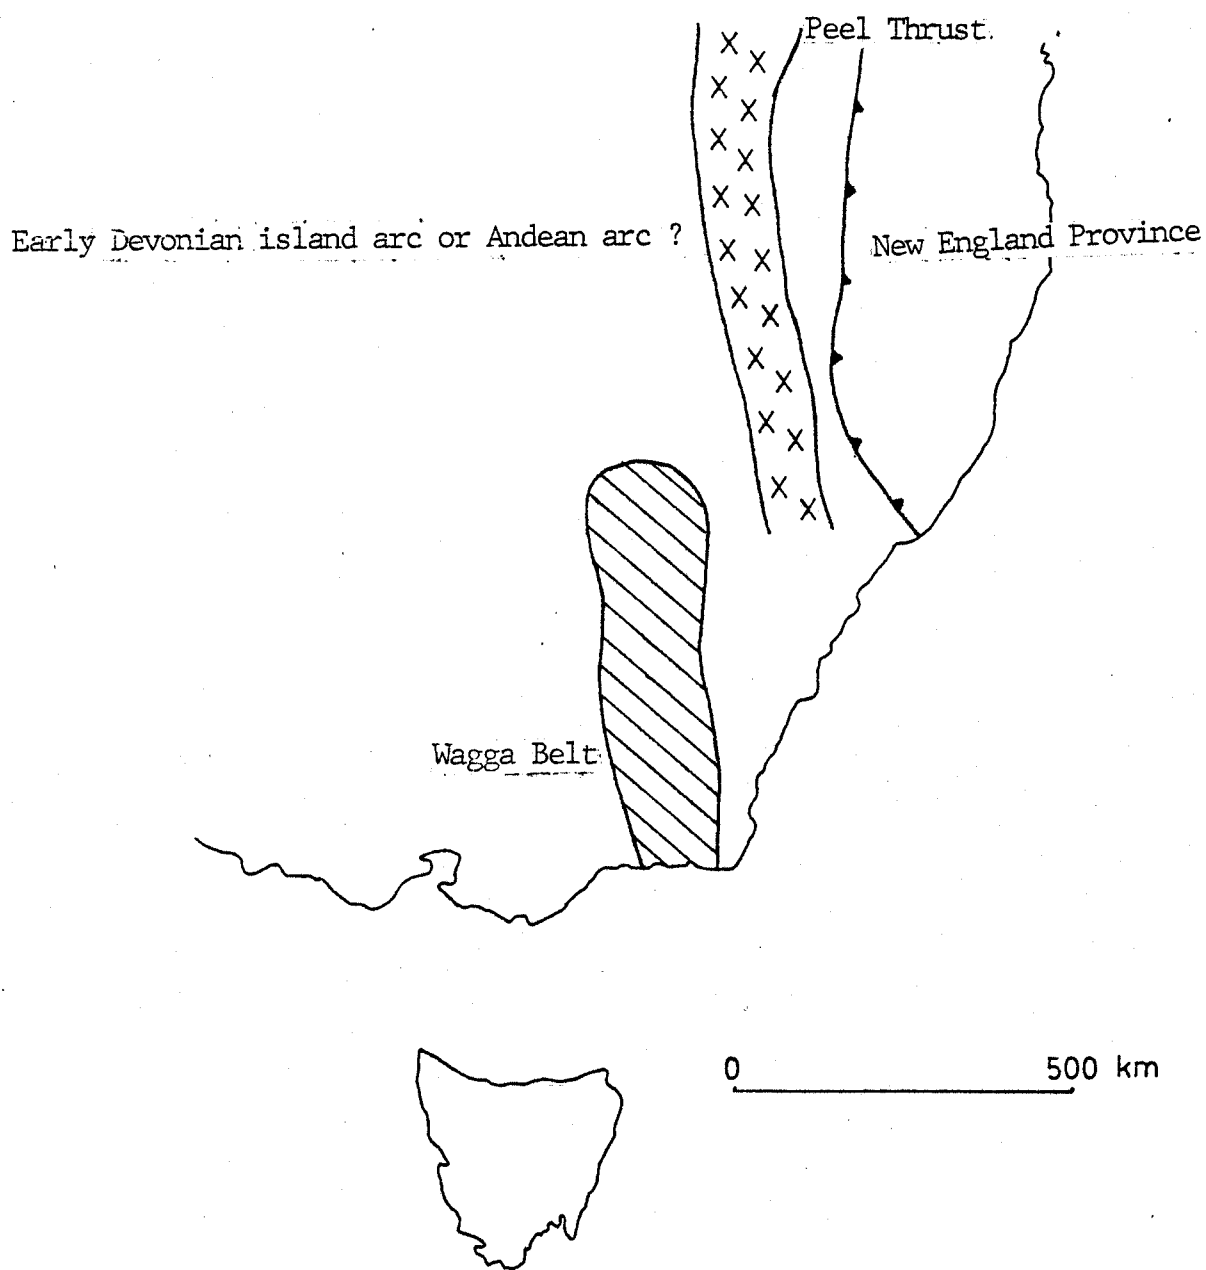 Peel Thrust.
Early Devonian island arc or Andean arc ?
New England Province
Wagga Belt
0 500 km